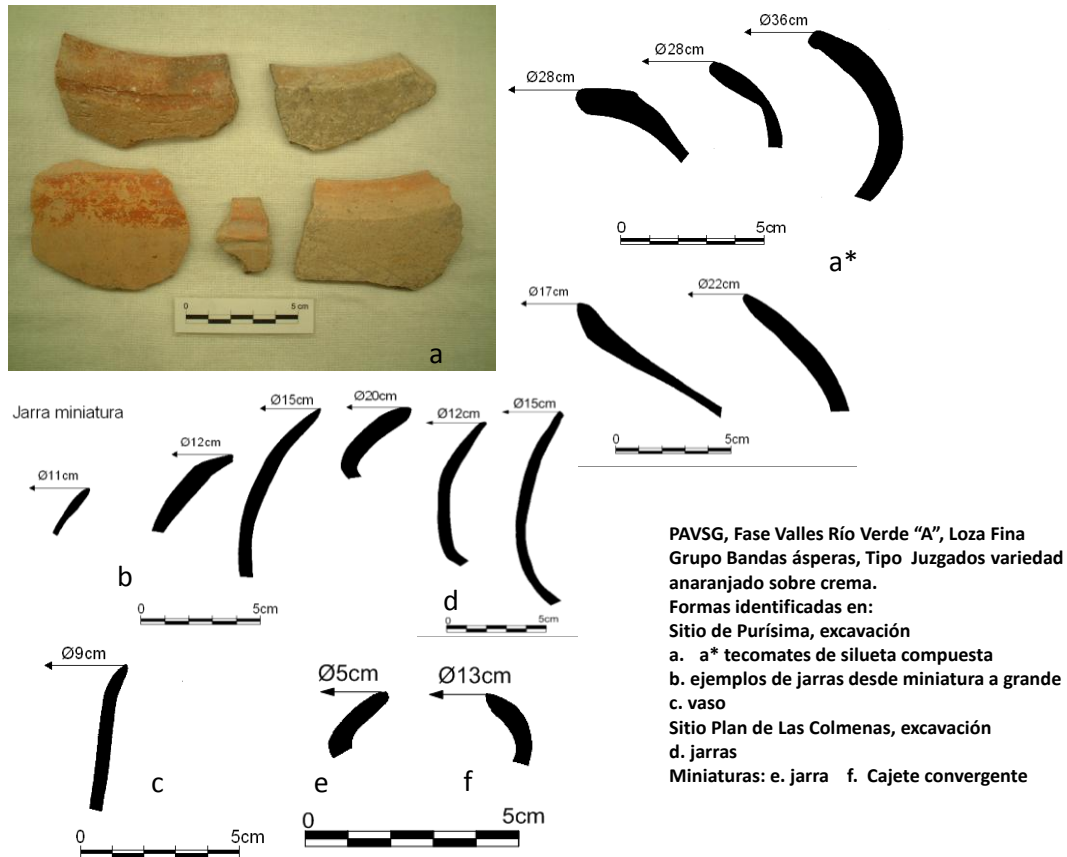 Ø36cm
Ø28cm
Ø28cm
0 5cm
a*
0 5cm
a
Ø17cm
Ø22cm
0 5cm
Jarra miniatura
Ø11cm
Ø12cm
Ø15cm
Ø20cm
Ø12cm
Ø15cm
b
0 5cm
d
0 5cm
Ø9cm
c
0 5cm
Ø5cm
Ø13cm
e
f
0 5cm
PAVSG, Fase Valles Río Verde “A”, Loza Fina
Grupo Bandas ásperas, Tipo Juzgados variedad
anaranjado sobre crema.
Formas identificadas en:
Sitio de Purísima, excavación
a. a* tecomates de silueta compuesta
b. ejemplos de jarras desde miniatura a grande
c. vaso
Sitio Plan de Las Colmenas, excavación
d. jarras
Miniaturas: e. jarra f. Cajete convergente